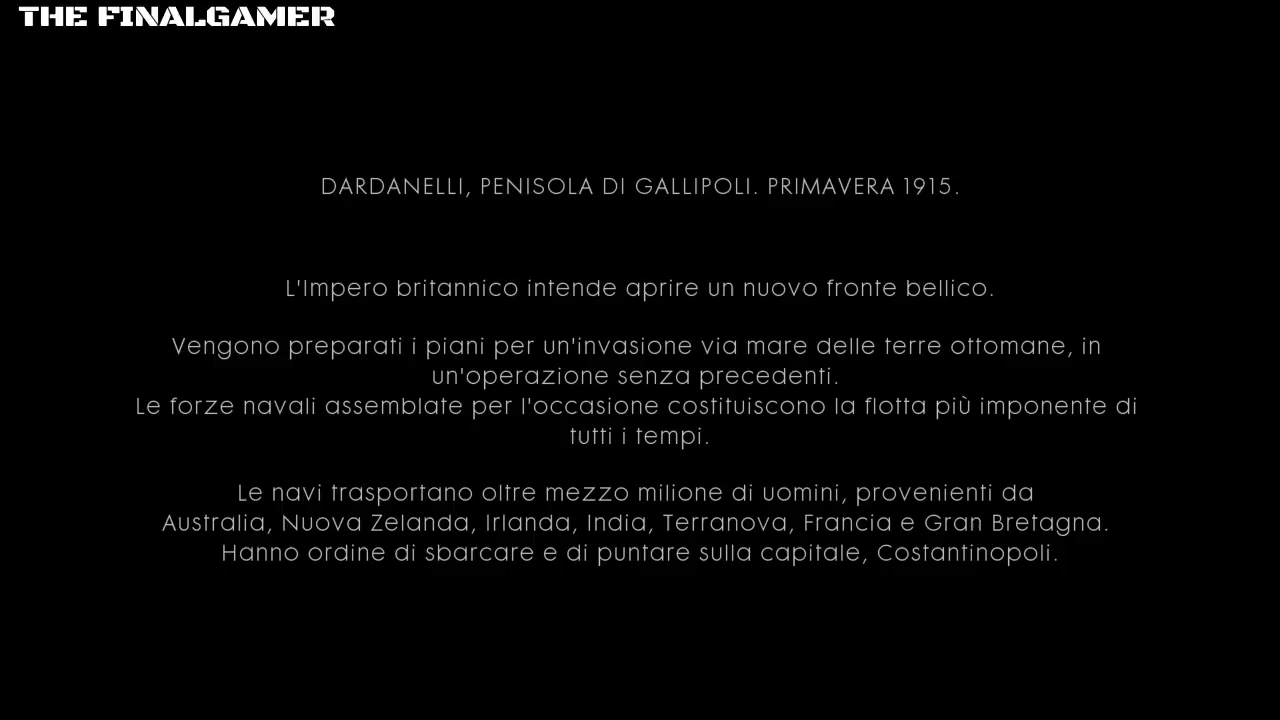 THE FINALGAMER
DARDANELLI, PENISOLA DI GALLIPOLI. PRIMAVERA 1915.
L'Impero britannico intende aprire un nuovo fronte bellico.
Vengono preparati i piani per un'invasione via mare delle terre ottomane, in
un'operazione senza precedenti.
Le forze navali assemblate per l'occasione costituiscono la flotta più imponente di
tutti i tempi.
Le navi trasportano oltre mezzo milione di uomini, provenienti da
Australia, Nuova Zelanda, Irlanda, India, Terranova, Francia e Gran Bretagna.
Hanno ordine di sbarcare e di puntare sulla capitale, Costantinopoli.